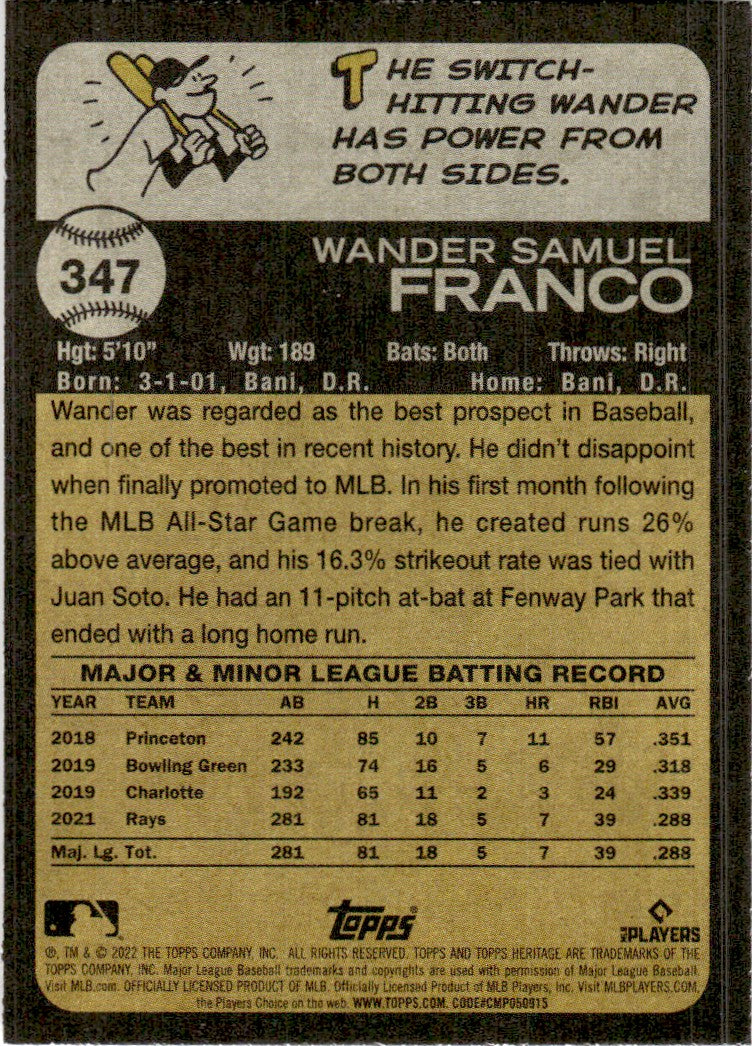 THE SWITCH-
HITTING WANDER
HAS POWER FROM
BOTH SIDES.
347
WANDER SAMUEL
FRANCO
Hgt: 5'10" Wgt: 189 Bats: Both Throws: Right
Born: 3-1-01, Bani, D.R. Home: Bani, D.R.
Wander was regarded as the best prospect in Baseball,
and one of the best in recent history. He didn't disappoint
when finally promoted to MLB. In his first month following
the MLB All-Star Game break, he created runs 26%
above average, and his 16.3% strikeout rate was tied with
Juan Soto. He had an 11-pitch at-bat at Fenway Park that
ended with a long home run.
MAJOR & MINOR LEAGUE BATTING RECORD
YEAR TEAM AB H 2B 3B HR RBI AVG
2018 Princeton 242 85 10 7 11 57 .351
2019 Bowling Green 233 74 16 5 6 29 .318
2019 Charlotte 192 65 11 2 3 24 .339
2021 Rays 281 81 18 5 7 39 .288
Maj. Lg. Tot. 281 81 18 5 7 39 .288
Topps
MLB PLAYERS
®, TM & © 2022 THE TOPPS COMPANY, INC. ALL RIGHTS RESERVED. TOPPS AND TOPPS HERITAGE ARE TRADEMARKS OF THE
TOPPS COMPANY, INC. Major League Baseball trademarks and copyrights are used with permission of Major League Baseball.
Visit MLB.com. OFFICIALLY LICENSED PRODUCT OF MLB. Officially Licensed Product of MLB Players, Inc. Visit MLBPLAYERS.COM,
the Players Choice on the web. WWW.TOPPS.COM. CODE#CMP050915